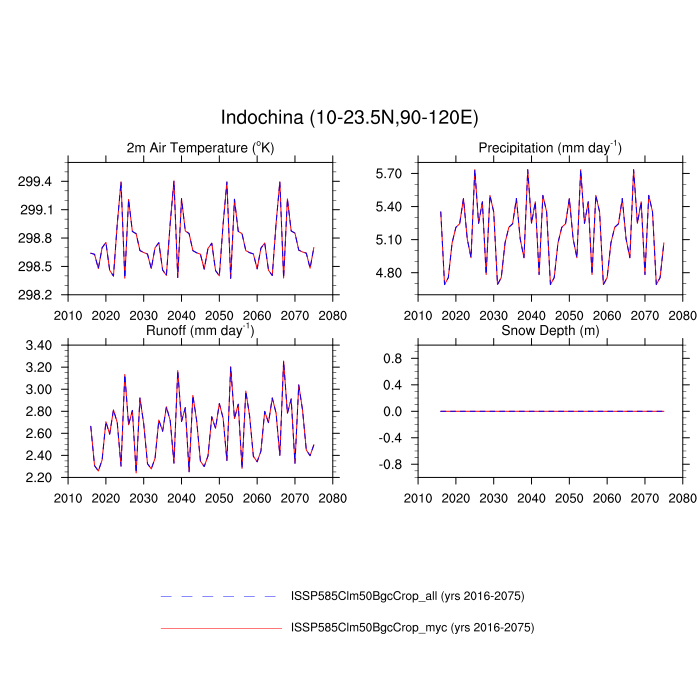 Indochina (10-23.5N,90-120E)
2m Air Temperature (°K)
Precipitation (mm day-1)
299.4
299.1
298.8
298.5
298.2
5.70
5.40
5.10
4.80
2010 2020 2030 2040 2050 2060 2070 2080
2010 2020 2030 2040 2050 2060 2070 2080
Runoff (mm day-1)
Snow Depth (m)
3.40
3.20
3.00
2.80
2.60
2.40
2.20
0.8
0.4
0.0
-0.4
-0.8
2010 2020 2030 2040 2050 2060 2070 2080
2010 2020 2030 2040 2050 2060 2070 2080
ISSP585Clm50BgcCrop_all (yrs 2016-2075)
ISSP585Clm50BgcCrop_myc (yrs 2016-2075)